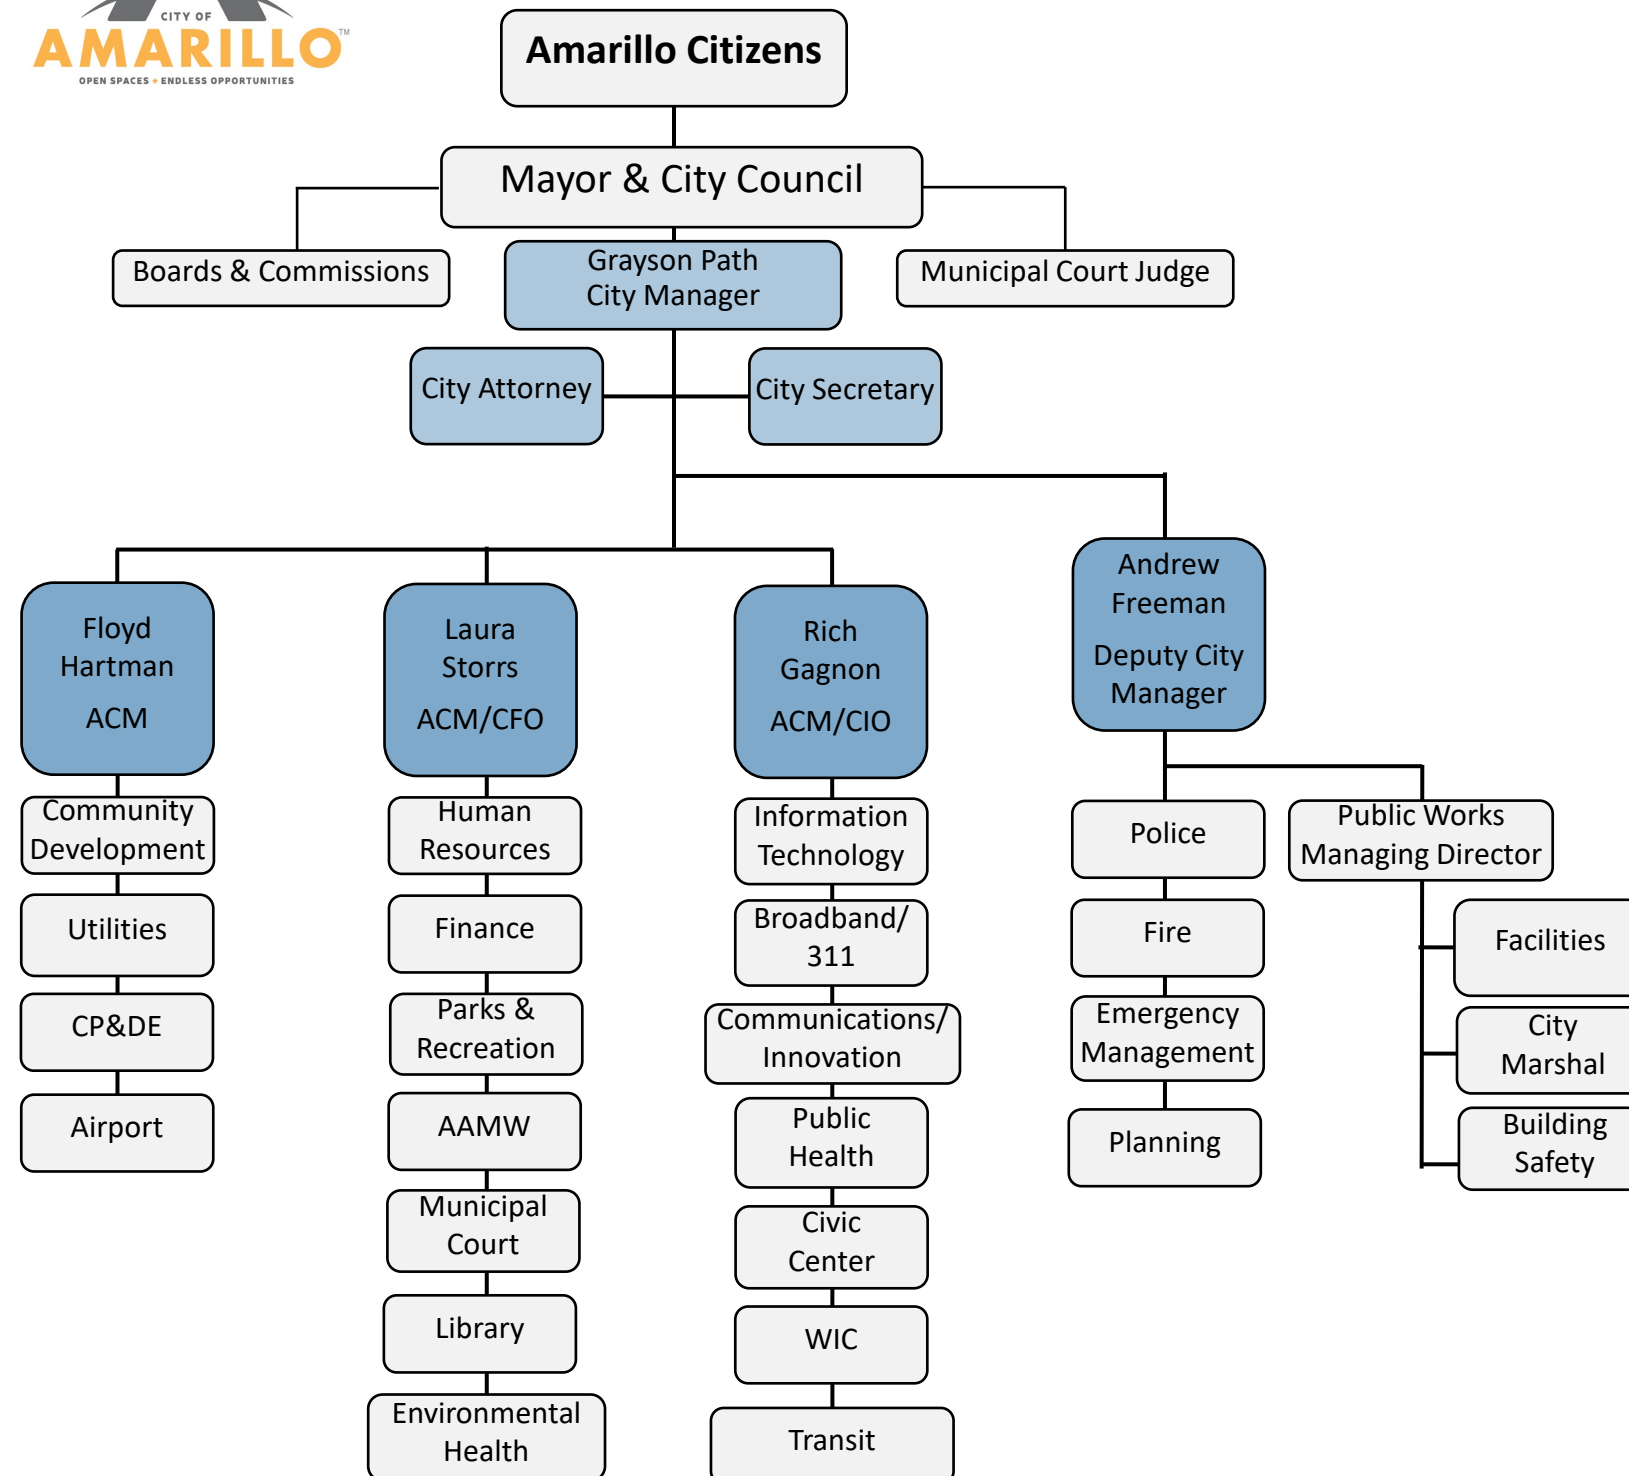 CITY OF
AMARILLO™
OPEN SPACES ★ ENDLESS OPPORTUNITIES
Amarillo Citizens
Mayor & City Council
Boards & Commissions
Grayson Path
City Manager
Municipal Court Judge
City Attorney
City Secretary
Floyd
Hartman
ACM
Laura
Storrs
ACM/CFO
Rich
Gagnon
ACM/CIO
Andrew
Freeman
Deputy City
Manager
Community
Development
Utilities
CP&DE
Airport
Human
Resources
Finance
Parks &
Recreation
AAMW
Municipal
Court
Library
Environmental
Health
Information
Technology
Broadband/
311
Communications/
Innovation
Public
Health
Civic
Center
WIC
Transit
Police
Fire
Emergency
Management
Planning
Public Works
Managing Director
Facilities
City
Marshal
Building
Safety